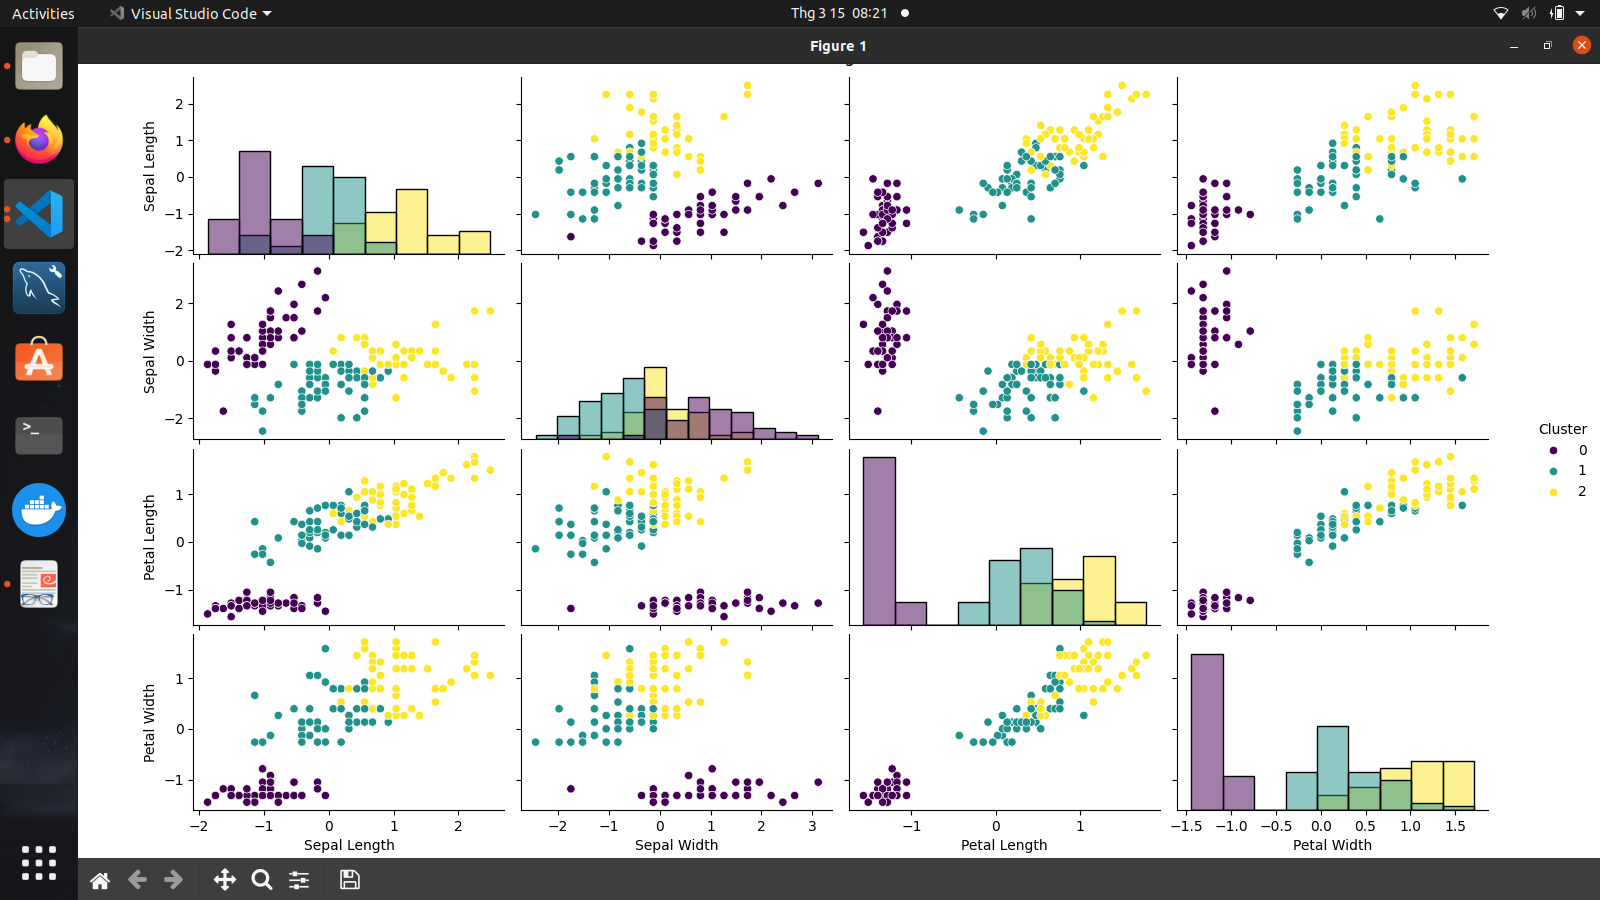 Activities Visual Studio Code Thg 3 15 08:21
Figure 1
Sepal Length
2
1
0
−1
−2
Sepal Width
2
0
−2
Petal Length
1
0
−1
Petal Width
1
0
−1
−2 −1 0 1 2
Sepal Length
−2 −1 0 1 2 3
Sepal Width
−1 0 1
Petal Length
−1.5 −1.0 −0.5 0.0 0.5 1.0 1.5
Petal Width
Cluster
0
1
2